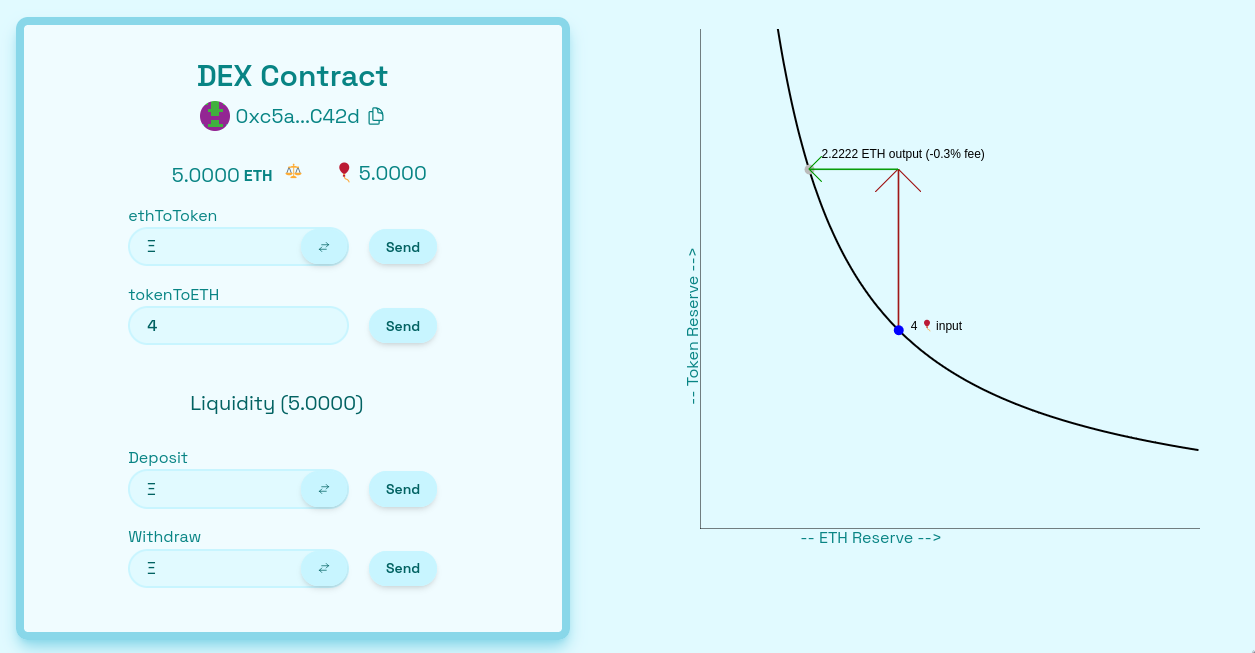 DEX Contract
0xc5a...C42d
5.0000 ETH 5.0000
ethToToken
Ξ
Send
tokenToETH
4
Send
Liquidity (5.0000)
Deposit
Ξ
Send
Withdraw
Ξ
Send
2.2222 ETH output (-0.3% fee)
4 🎈 input
-- Token Reserve -->
-- ETH Reserve -->